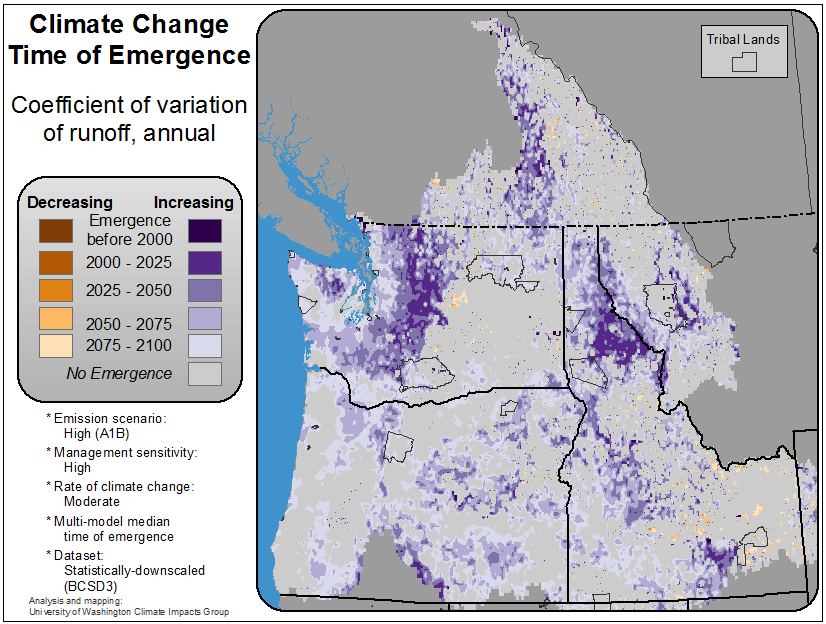 Climate Change
Time of Emergence
Coefficient of variation
of runoff, annual
Decreasing Increasing
Emergence
before 2000
2000 - 2025
2025 - 2050
2050 - 2075
2075 - 2100
No Emergence
* Emission scenario:
High (A1B)
* Management sensitivity:
High
* Rate of climate change:
Moderate
* Multi-model median
time of emergence
* Dataset:
Statistically-downscaled
(BCSD3)
Analysis and mapping:
University of Washington Climate Impacts Group
Tribal Lands